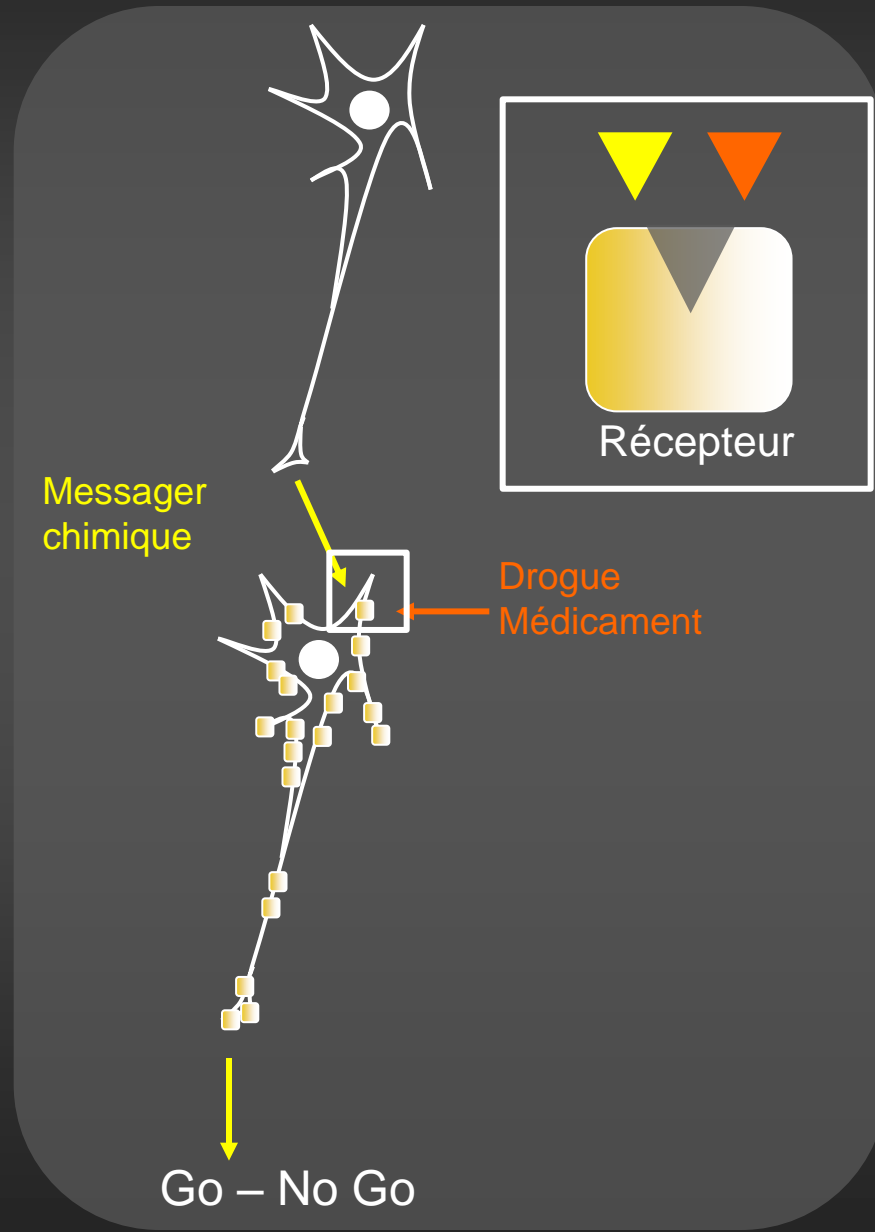 Récepteur
Messager
chimique
Drogue
Médicament
Go – No Go